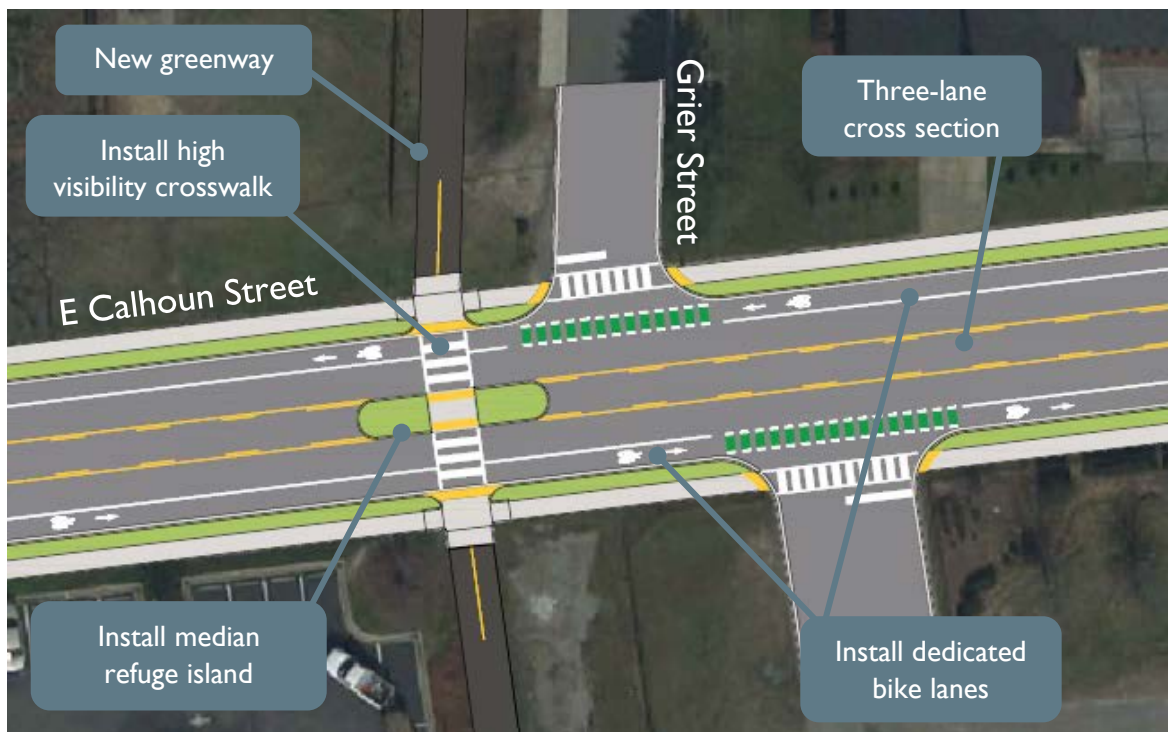 New greenway
Install high
visibility crosswalk
Grier Street
Three-lane
cross section
E Calhoun Street
Install median
refuge island
Install dedicated
bike lanes